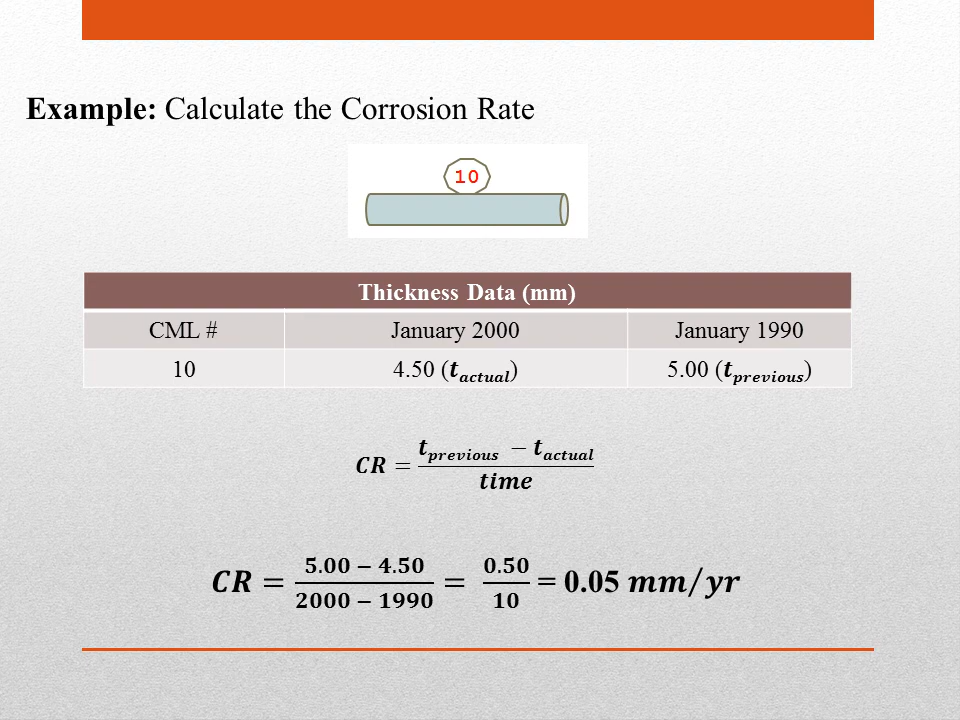 Example: Calculate the Corrosion Rate
10
Thickness Data (mm)
CML # January 2000 January 1990
10 4.50 (t_actual) 5.00 (t_previous)
CR = (t_previous − t_actual) / time
CR = (5.00 − 4.50) / (2000 − 1990) = 0.50 / 10 = 0.05 mm/yr